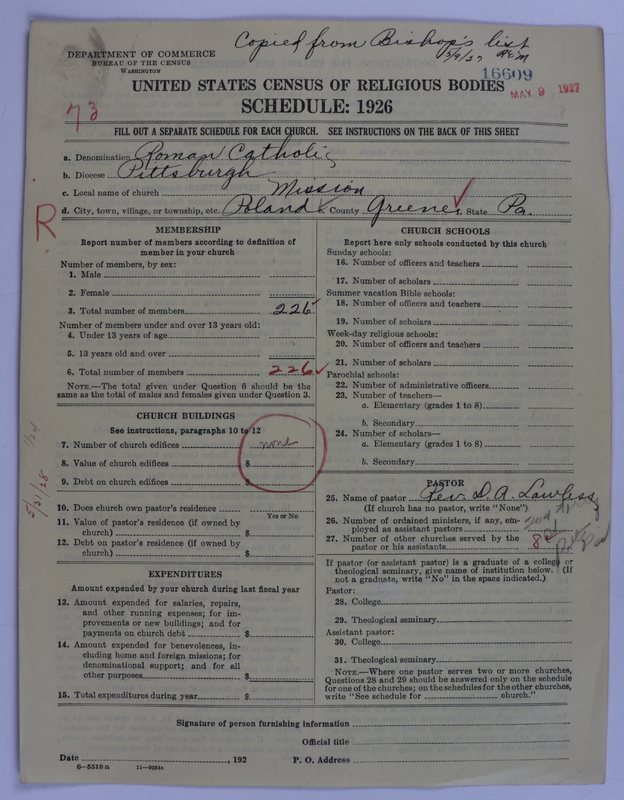 Copied from Bishop's list
5/9/27 REM
DEPARTMENT OF COMMERCE
BUREAU OF THE CENSUS
WASHINGTON
16609
MAY 9 1927
UNITED STATES CENSUS OF RELIGIOUS BODIES
SCHEDULE: 1926
73
FILL OUT A SEPARATE SCHEDULE FOR EACH CHURCH. SEE INSTRUCTIONS ON THE BACK OF THIS SHEET
a. Denomination Roman Catholic
b. Diocese Pittsburgh
c. Local name of church Mission
d. City, town, village, or township, etc. Poland e. County Greene f. State Pa.
R
MEMBERSHIP
Report number of members according to definition of
member in your church
Number of members, by sex:
1. Male
2. Female
3. Total number of members 226
Number of members under and over 13 years old:
4. Under 13 years of age
5. 13 years old and over
6. Total number of members 226
NOTE.—The total given under Question 6 should be the
same as the total of males and females given under Question 3.
CHURCH BUILDINGS
See instructions, paragraphs 10 to 12
7. Number of church edifices none
8. Value of church edifices $
9. Debt on church edifices $
5/31/28
10. Does church own pastor's residence
Yes or No
11. Value of pastor's residence (if owned by
church) $
12. Debt on pastor's residence (if owned by
church) $
EXPENDITURES
Amount expended by your church during last fiscal year
13. Amount expended for salaries, repairs,
and other running expenses; for im-
provements or new buildings; and for
payments on church debt $
14. Amount expended for benevolences, in-
cluding home and foreign missions; for
denominational support; and for all
other purposes $
15. Total expenditures during year $
CHURCH SCHOOLS
Report here only schools conducted by this church
Sunday schools:
16. Number of officers and teachers
17. Number of scholars
Summer vacation Bible schools:
18. Number of officers and teachers
19. Number of scholars
Week-day religious schools:
20. Number of officers and teachers
21. Number of scholars
Parochial schools:
22. Number of administrative officers
23. Number of teachers—
a. Elementary (grades 1 to 8)
b. Secondary
24. Number of scholars—
a. Elementary (grades 1 to 8)
b. Secondary
PASTOR
25. Name of pastor Rev. D. A. Lawless
(If church has no pastor, write "None")
26. Number of ordained ministers, if any, em-
ployed as assistant pastors
27. Number of other churches served by the
pastor or his assistants 8
If pastor (or assistant pastor) is a graduate of a college or
theological seminary, give name of institution below. (If
not a graduate, write "No" in the space indicated.)
Pastor:
28. College
29. Theological seminary
Assistant pastor:
30. College
31. Theological seminary
NOTE.—Where one pastor serves two or more churches,
Questions 28 and 29 should be answered only on the schedule
for one of the churches; on the schedules for the other churches,
write "See schedule for church."
Signature of person furnishing information
Official title
Date , 192 P. O. Address
8—5518a